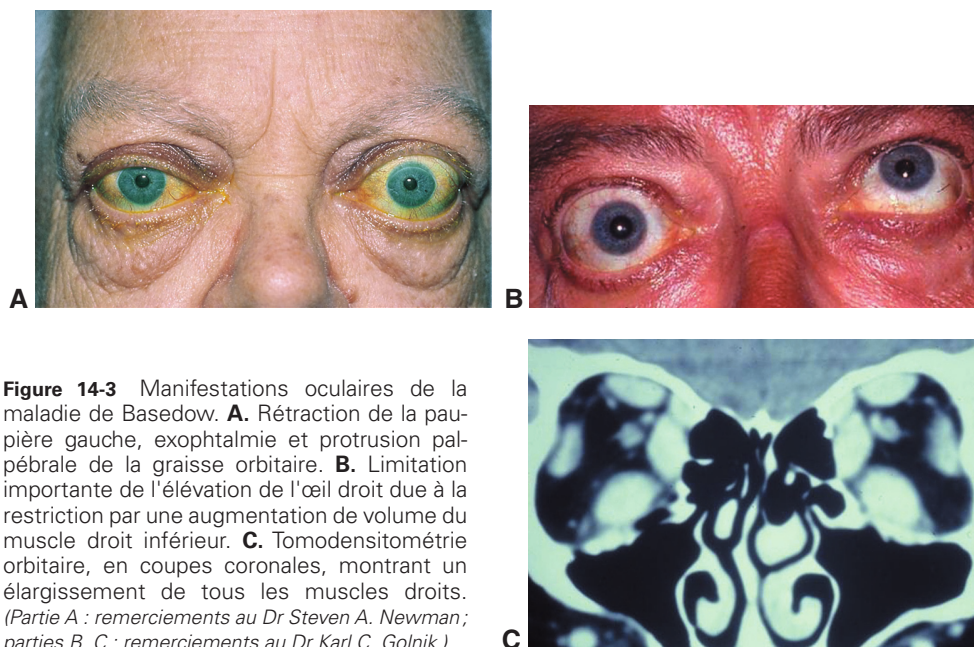 A
B
Figure 14-3 Manifestations oculaires de la
maladie de Basedow. A. Rétraction de la pau-
pière gauche, exophtalmie et protrusion pal-
pébrale de la graisse orbitaire. B. Limitation
importante de l'élévation de l'œil droit due à la
restriction par une augmentation de volume du
muscle droit inférieur. C. Tomodensitométrie
orbitaire, en coupes coronales, montrant un
élargissement de tous les muscles droits.
(Partie A : remerciements au Dr Steven A. Newman ;
parties B, C : remerciements au Dr Karl C. Golnik.)
C